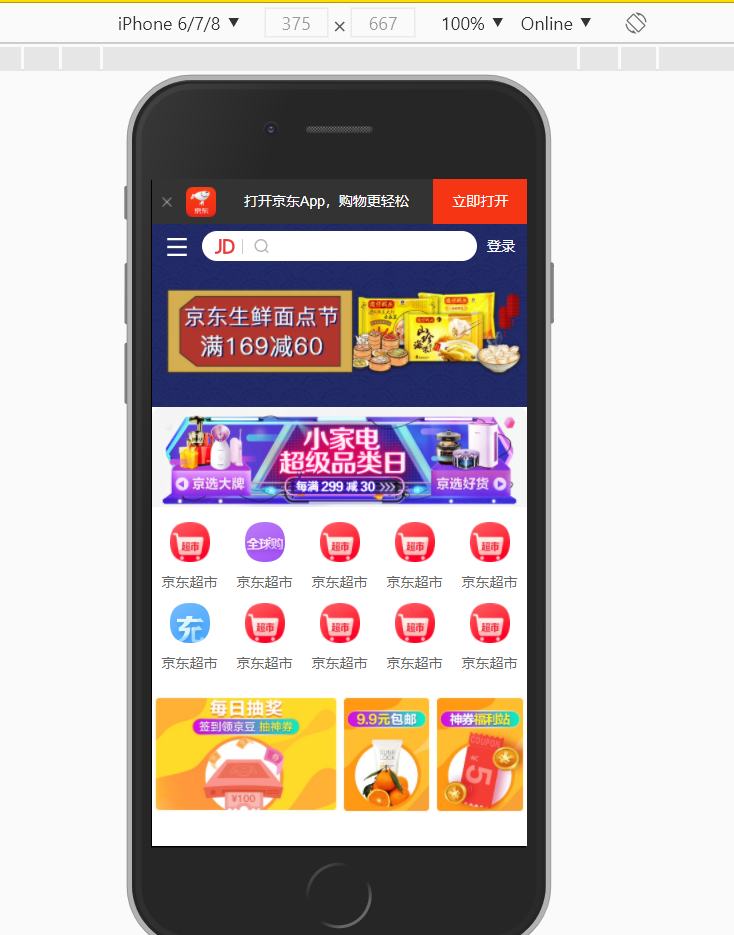 iPhone 6/7/8 ▼ 375 × 667 100% ▼ Online ▼
× 京东 打开京东App，购物更轻松 立即打开
JD 登录
京东生鲜面点节
满169减60
小家电
超级品类日
京选大牌 每满 299 减 30 >>> 京选好货
超市 全球购 超市 超市 超市
京东超市 京东超市 京东超市 京东超市 京东超市
充 超市 超市 超市 超市
京东超市 京东超市 京东超市 京东超市 京东超市
每日抽奖
签到领京豆 抽神券
¥100
9.9元包邮
神券福利站
COUPON
5